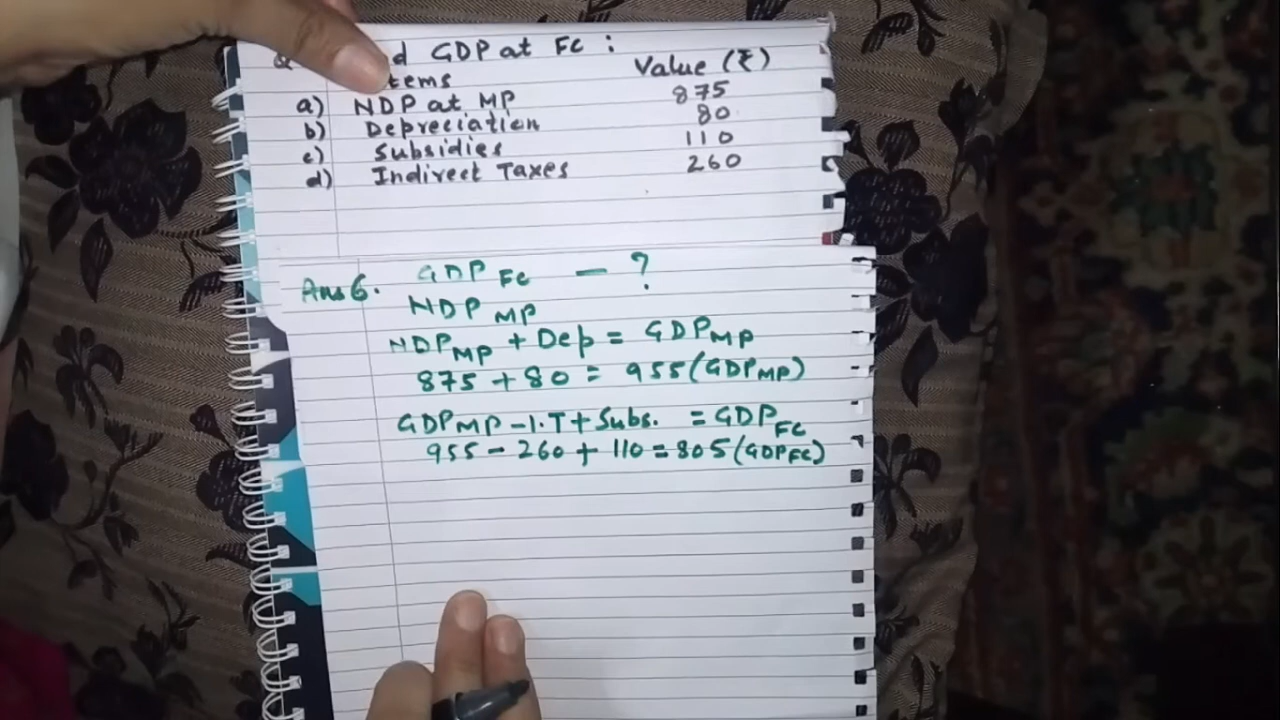 d GDP at FC :
tems Value (₹)
a) NDP at MP 875
b) Depreciation 80
c) Subsidies 110
d) Indirect Taxes 260
Ans 6. GDP FC — ?
NDP MP
NDP MP + Dep = GDP MP
875 + 80 = 955 (GDP MP)
GDP MP - I.T + Subs. = GDP FC
955 - 260 + 110 = 805 (GDP FC)